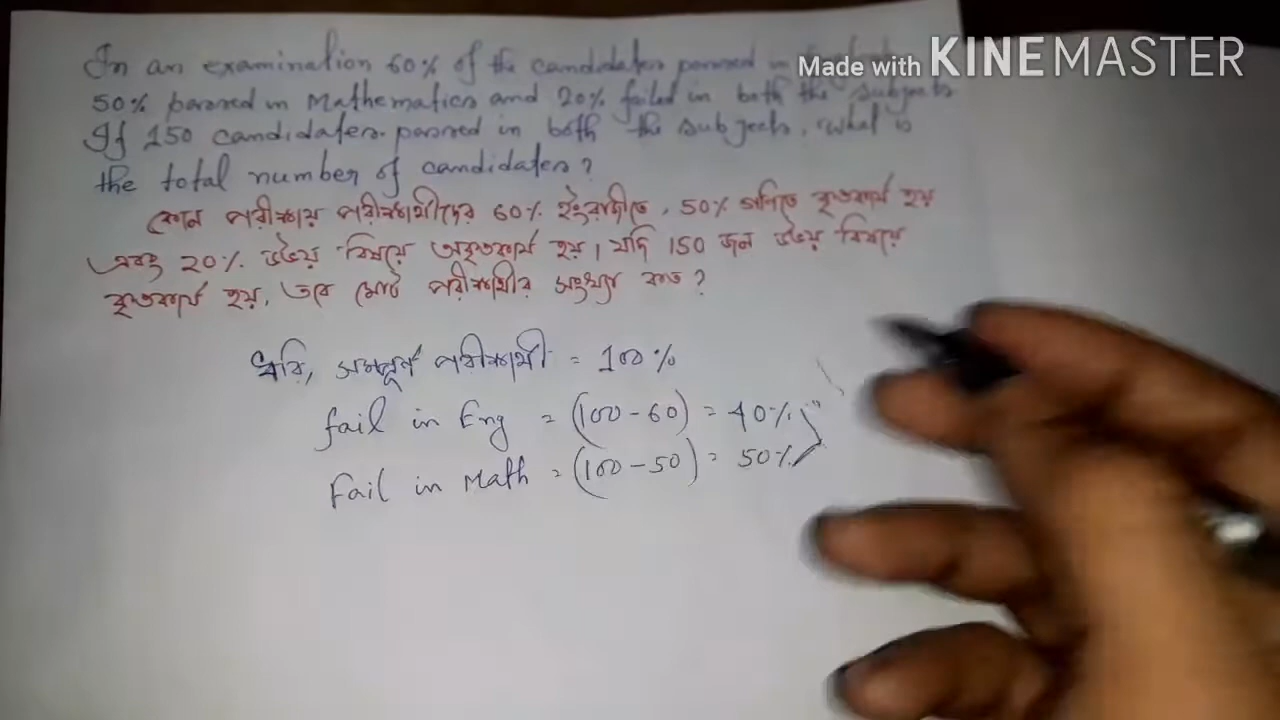 Made with KINEMASTER
In an examination 60% of the candidates passed in
50% passed in Mathematics and 20% failed in both the subjects
If 150 candidates passed in both the subjects, what is
the total number of candidates?
কোন পরীক্ষায় পরীক্ষার্থীদের 60% ইংরাজীতে, 50% গনিতে কৃতকার্য হয়
এবং 20% উভয় বিষয়ে অকৃতকার্য হয়। যদি 150 জন উভয় বিষয়ে
কৃতকার্য হয়, তবে মোট পরীক্ষার্থীর সংখ্যা কত?
ধরি, সম্পূর্ণ পরীক্ষার্থী = 100%
fail in Eng = (100-60) = 40%
Fail in Math = (100-50) = 50%